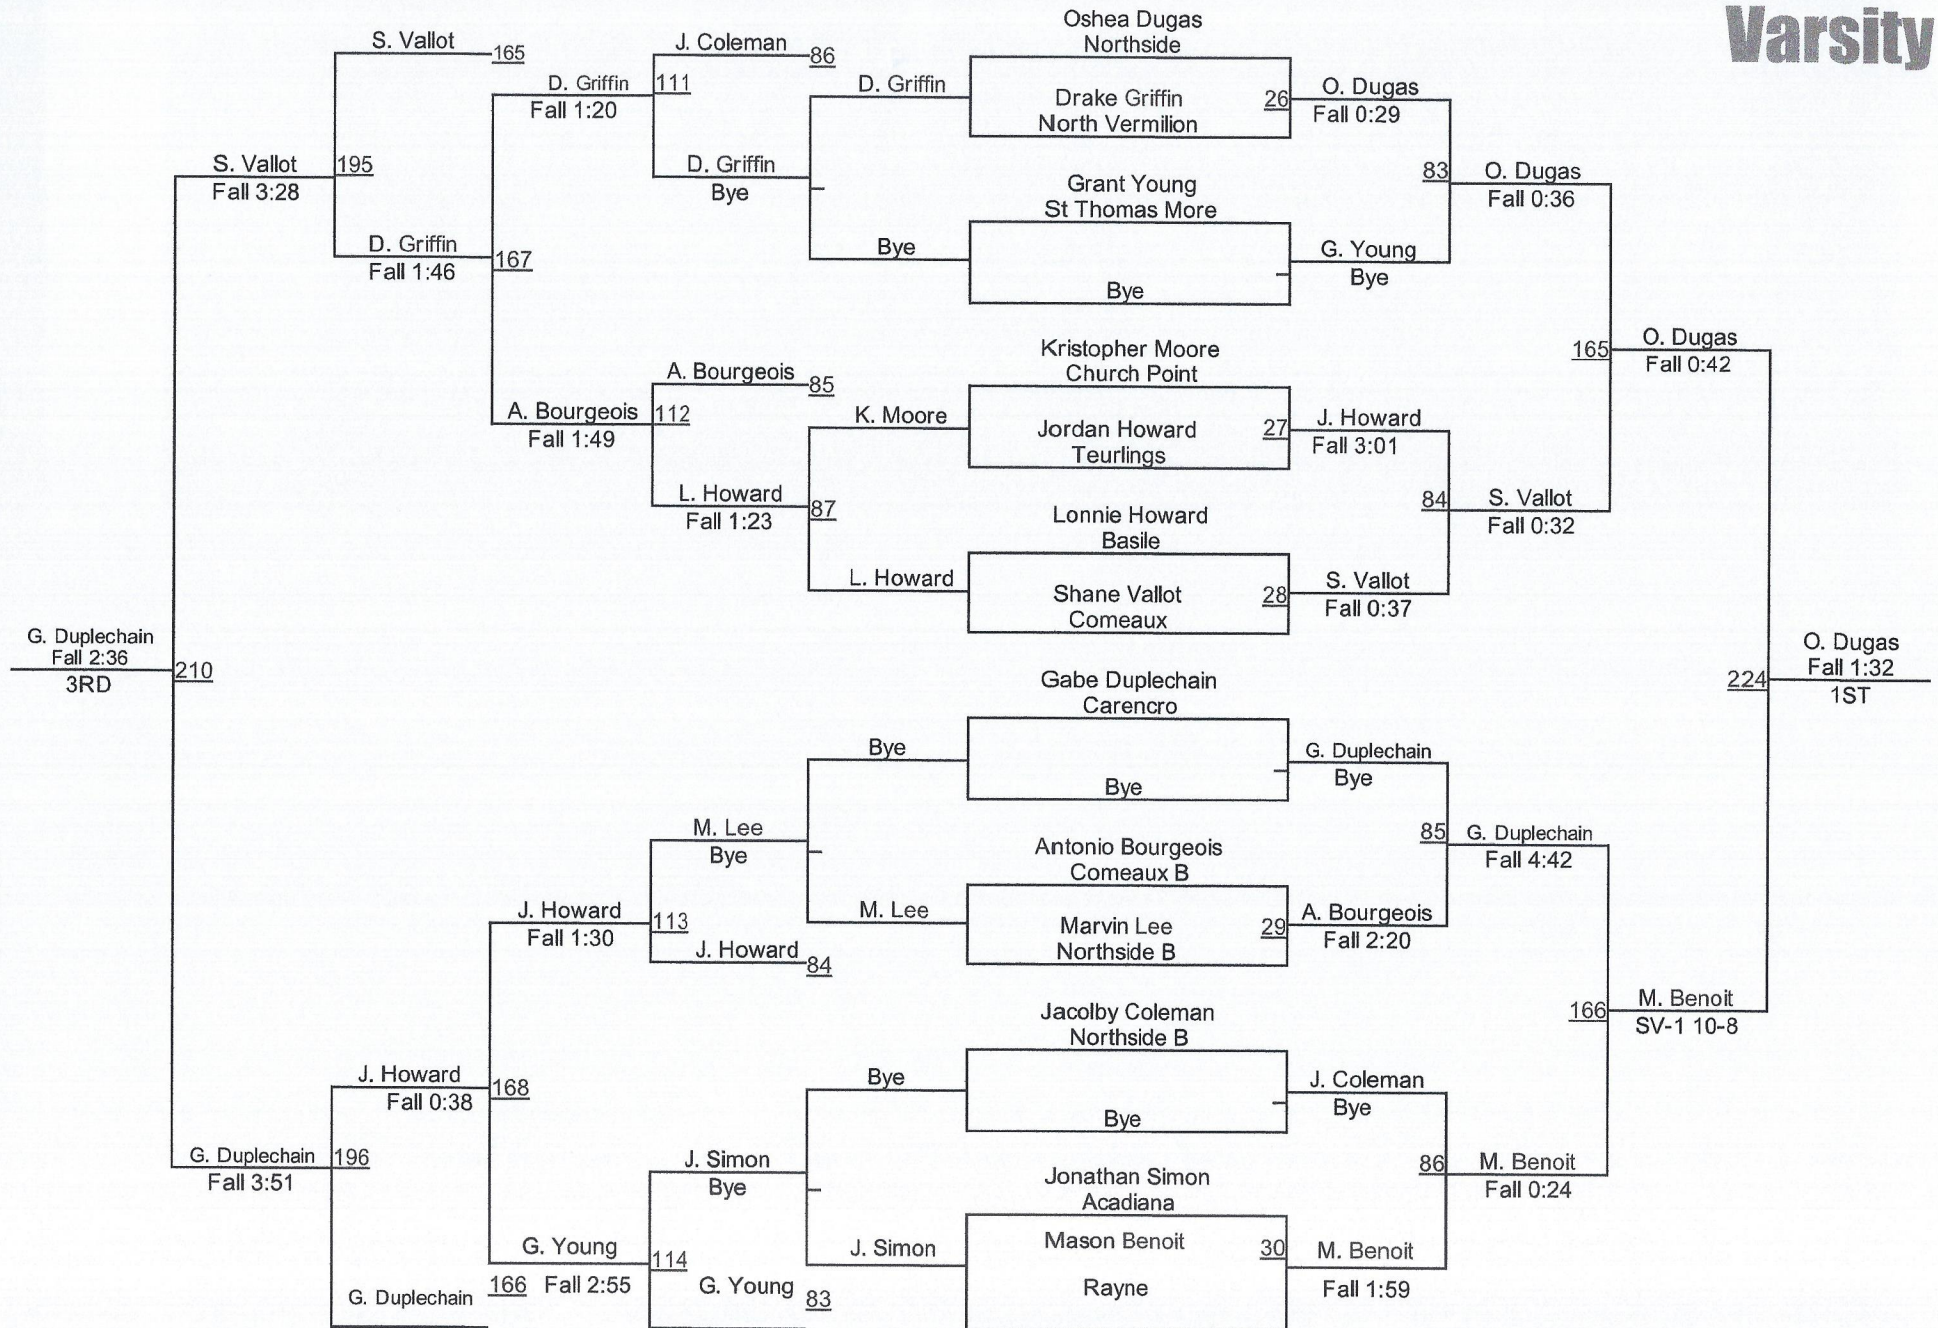 Varsity
Oshea Dugas
Northside
S. Vallot
165
J. Coleman
86
D. Griffin
111
Fall 1:20
D. Griffin
Drake Griffin
North Vermilion
26
O. Dugas
Fall 0:29
S. Vallot
195
Fall 3:28
D. Griffin
Bye
Grant Young
St Thomas More
83
O. Dugas
Fall 0:36
D. Griffin
Fall 1:46
167
Bye
Bye
G. Young
Bye
Kristopher Moore
Church Point
165
O. Dugas
Fall 0:42
A. Bourgeois
85
A. Bourgeois
112
Fall 1:49
K. Moore
Jordan Howard
Teurlings
27
J. Howard
Fall 3:01
L. Howard
Fall 1:23
87
Lonnie Howard
Basile
84
S. Vallot
Fall 0:32
L. Howard
Shane Vallot
Comeaux
28
S. Vallot
Fall 0:37
G. Duplechain
Fall 2:36
3RD
210
Gabe Duplechain
Carencro
224
O. Dugas
Fall 1:32
1ST
Bye
Bye
G. Duplechain
Bye
M. Lee
Bye
Antonio Bourgeois
Comeaux B
85
G. Duplechain
Fall 4:42
J. Howard
Fall 1:30
113
M. Lee
Marvin Lee
Northside B
29
A. Bourgeois
Fall 2:20
J. Howard
84
Jacolby Coleman
Northside B
166
M. Benoit
SV-1 10-8
J. Howard
Fall 0:38
168
Bye
Bye
J. Coleman
Bye
G. Duplechain
Fall 3:51
196
J. Simon
Bye
Jonathan Simon
Acadiana
86
M. Benoit
Fall 0:24
G. Young
Fall 2:55
114
J. Simon
Mason Benoit
Rayne
30
M. Benoit
Fall 1:59
G. Duplechain
166
G. Young
83